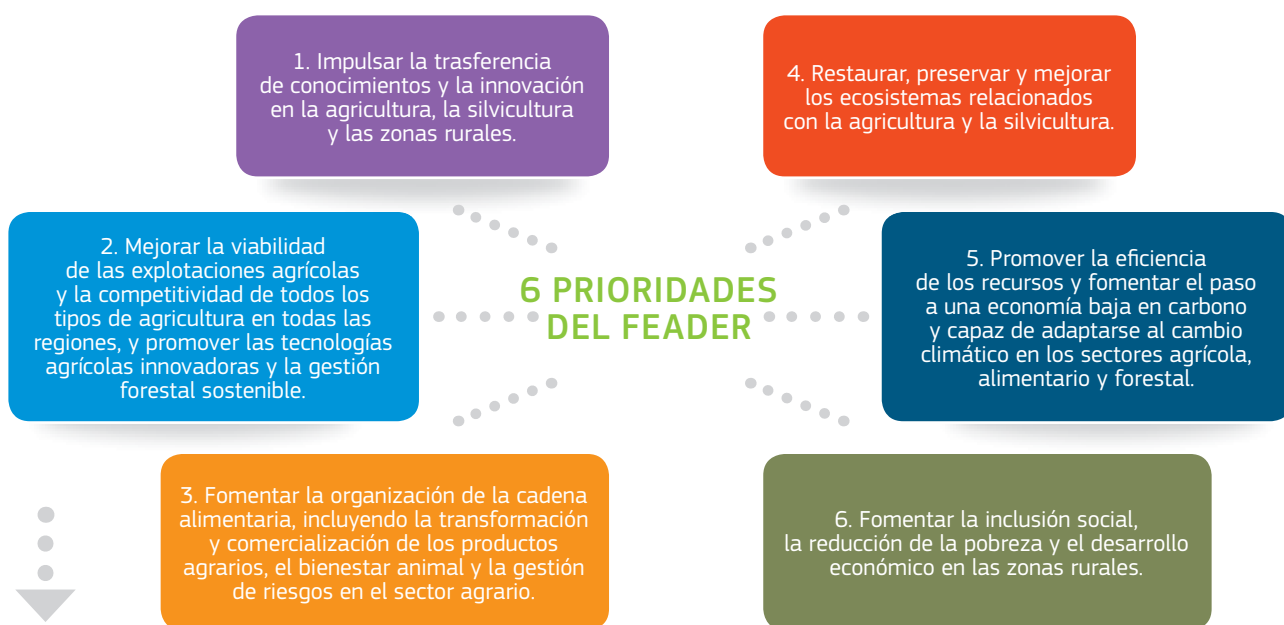 1. Impulsar la trasferencia
de conocimientos y la innovación
en la agricultura, la silvicultura
y las zonas rurales.
2. Mejorar la viabilidad
de las explotaciones agrícolas
y la competitividad de todos los
tipos de agricultura en todas las
regiones, y promover las tecnologías
agrícolas innovadoras y la gestión
forestal sostenible.
3. Fomentar la organización de la cadena
alimentaria, incluyendo la transformación
y comercialización de los productos
agrarios, el bienestar animal y la gestión
de riesgos en el sector agrario.
6 PRIORIDADES
DEL FEADER
4. Restaurar, preservar y mejorar
los ecosistemas relacionados
con la agricultura y la silvicultura.
5. Promover la eficiencia
de los recursos y fomentar el paso
a una economía baja en carbono
y capaz de adaptarse al cambio
climático en los sectores agrícola,
alimentario y forestal.
6. Fomentar la inclusión social,
la reducción de la pobreza y el desarrollo
económico en las zonas rurales.